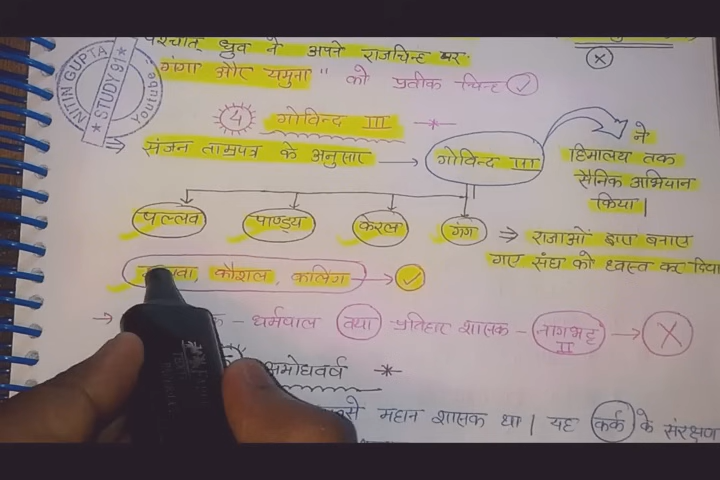 पश्चात् ध्रुव ने अपने राजचिन्ह पर
गंगा और यमुना" को प्रतीक चिन्ह
NITIN GUPTA
STUDY 91
Youtube
4 गोविन्द III
⇒ संजन ताम्रपत्र के अनुसार → गोविन्द III ने
हिमालय तक
सैनिक अभियान
किया।
पल्लव पाण्ड्य केरल गंग ⇒ राजाओं द्वारा बनाए
गए संघ को ध्वस्त कर दिया
कौशल, कलिंग →
→ - धर्मपाल तथा प्रतिहार शासक - नागभट्ट II → X
अमोघवर्ष
महान शासक था। यह कर्क के संरक्षण